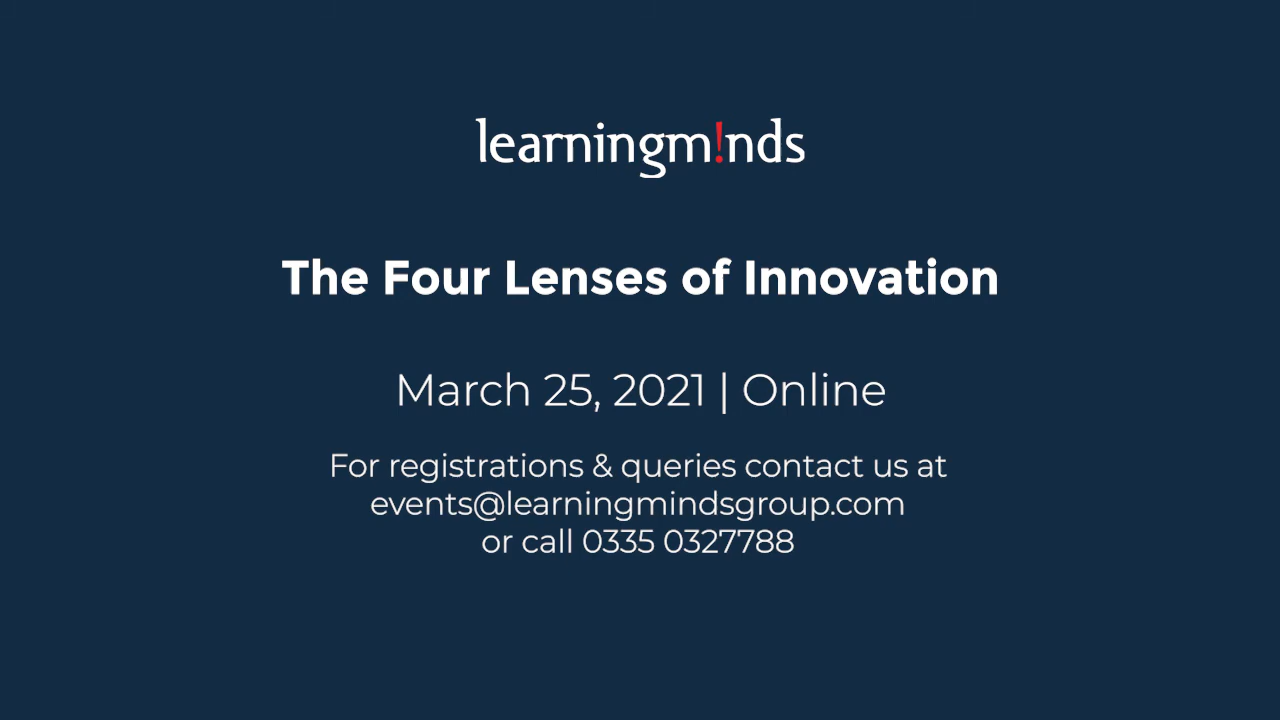 learningm!nds
The Four Lenses of Innovation
March 25, 2021 | Online
For registrations & queries contact us at
events@learningmindsgroup.com
or call 0335 0327788